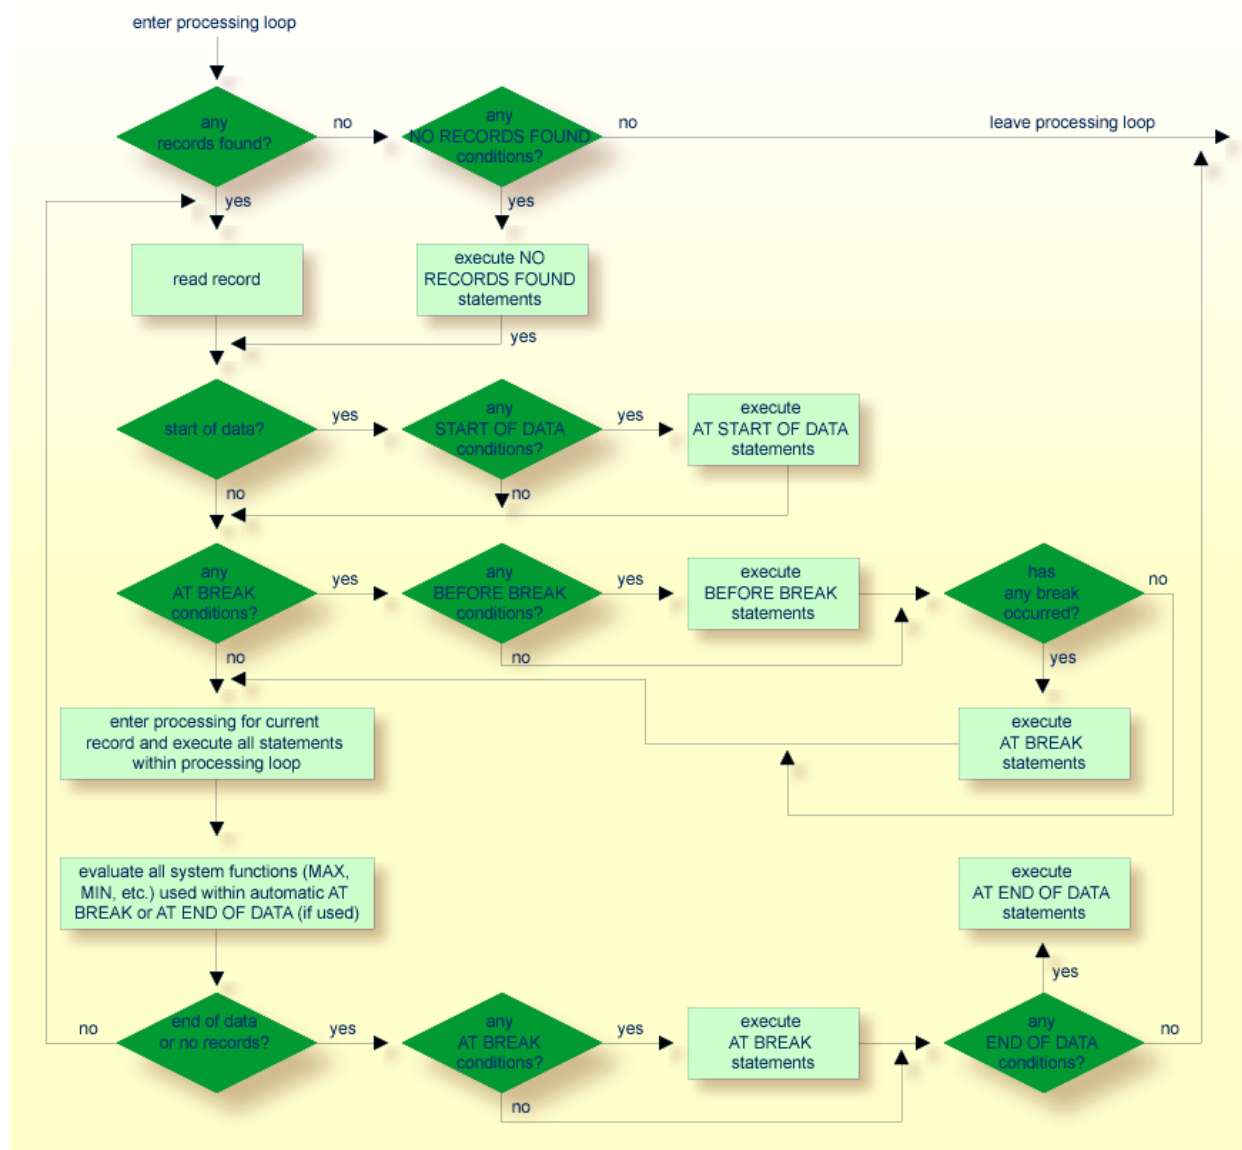 enter processing loop
any
records found?
no
any
NO RECORDS FOUND
conditions?
no
leave processing loop
yes
yes
read record
execute NO
RECORDS FOUND
statements
yes
start of data?
yes
any
START OF DATA
conditions?
yes
execute
AT START OF DATA
statements
no
no
any
AT BREAK
conditions?
yes
any
BEFORE BREAK
conditions?
yes
execute
BEFORE BREAK
statements
has
any break
occurred?
no
no
no
yes
enter processing for current
record and execute all statements
within processing loop
execute
AT BREAK
statements
evaluate all system functions (MAX,
MIN, etc.) used within automatic AT
BREAK or AT END OF DATA (if used)
execute
AT END OF DATA
statements
yes
no
end of data
or no records?
yes
any
AT BREAK
conditions?
yes
execute
AT BREAK
statements
any
END OF DATA
conditions?
no
no